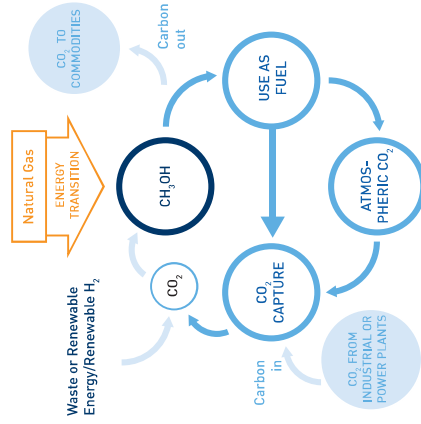 Natural Gas
ENERGY
TRANSITION
CO₂ TO
COMMODITIES
Carbon
out
Waste or Renewable
Energy/Renewable H₂
CO₂
CH₃OH
USE AS
FUEL
CO₂
CAPTURE
ATMOS-
PHERIC CO₂
Carbon
in
CO₂ FROM
INDUSTRIAL OR
POWER PLANTS